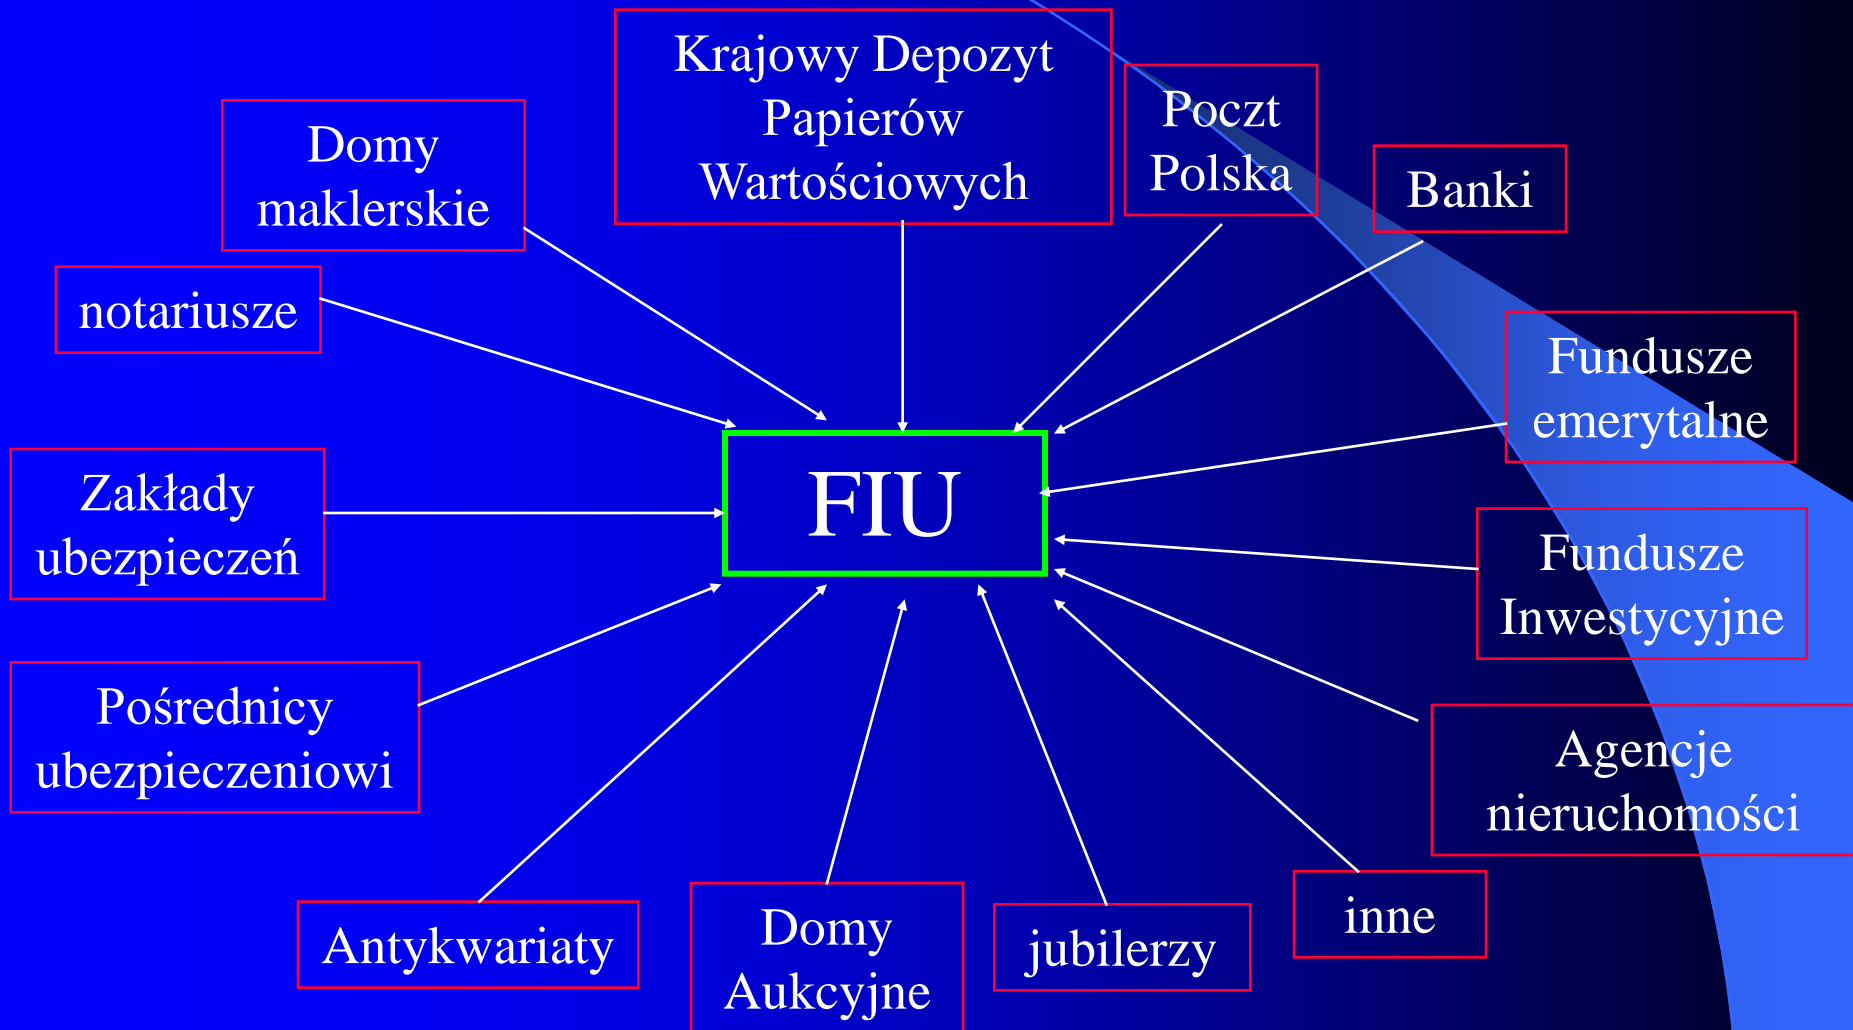 Krajowy Depozyt
Papierów
Wartościowych
Poczt
Polska
Banki
Domy
maklerskie
notariusze
Fundusze
emerytalne
FIU
Zakłady
ubezpieczeń
Fundusze
Inwestycyjne
Pośrednicy
ubezpieczeniowi
Agencje
nieruchomości
Antykwariaty
Domy
Aukcyjne
jubilerzy
inne